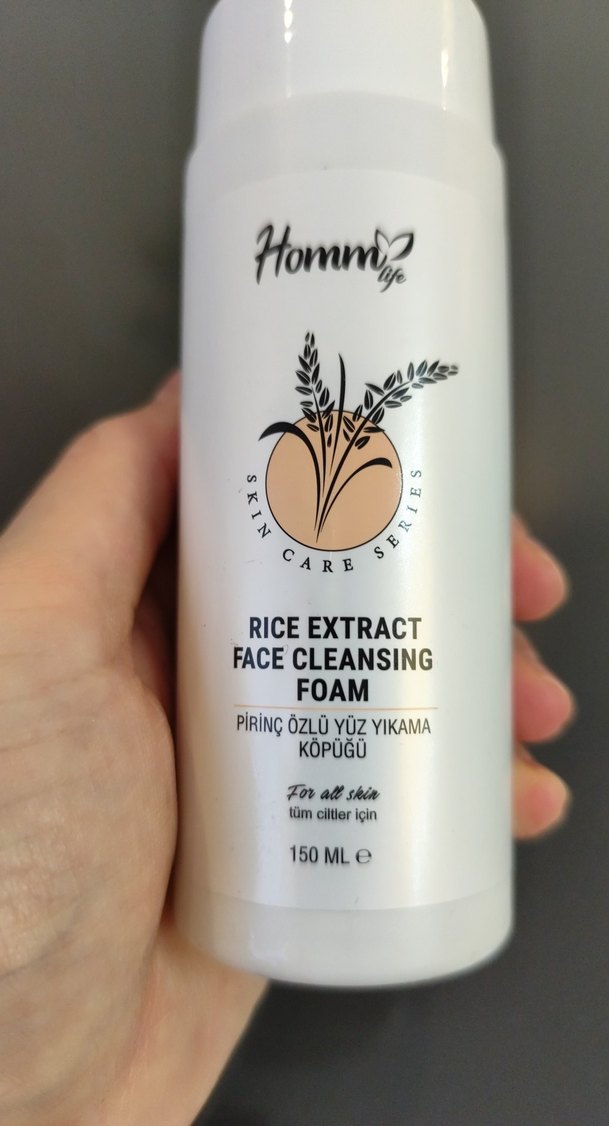 Homm
life
SKIN CARE SERIES
RICE EXTRACT
FACE CLEANSING
FOAM
PİRİNÇ ÖZLÜ YÜZ YIKAMA
KÖPÜĞÜ
For all skin
tüm ciltler için
150 ML ℮